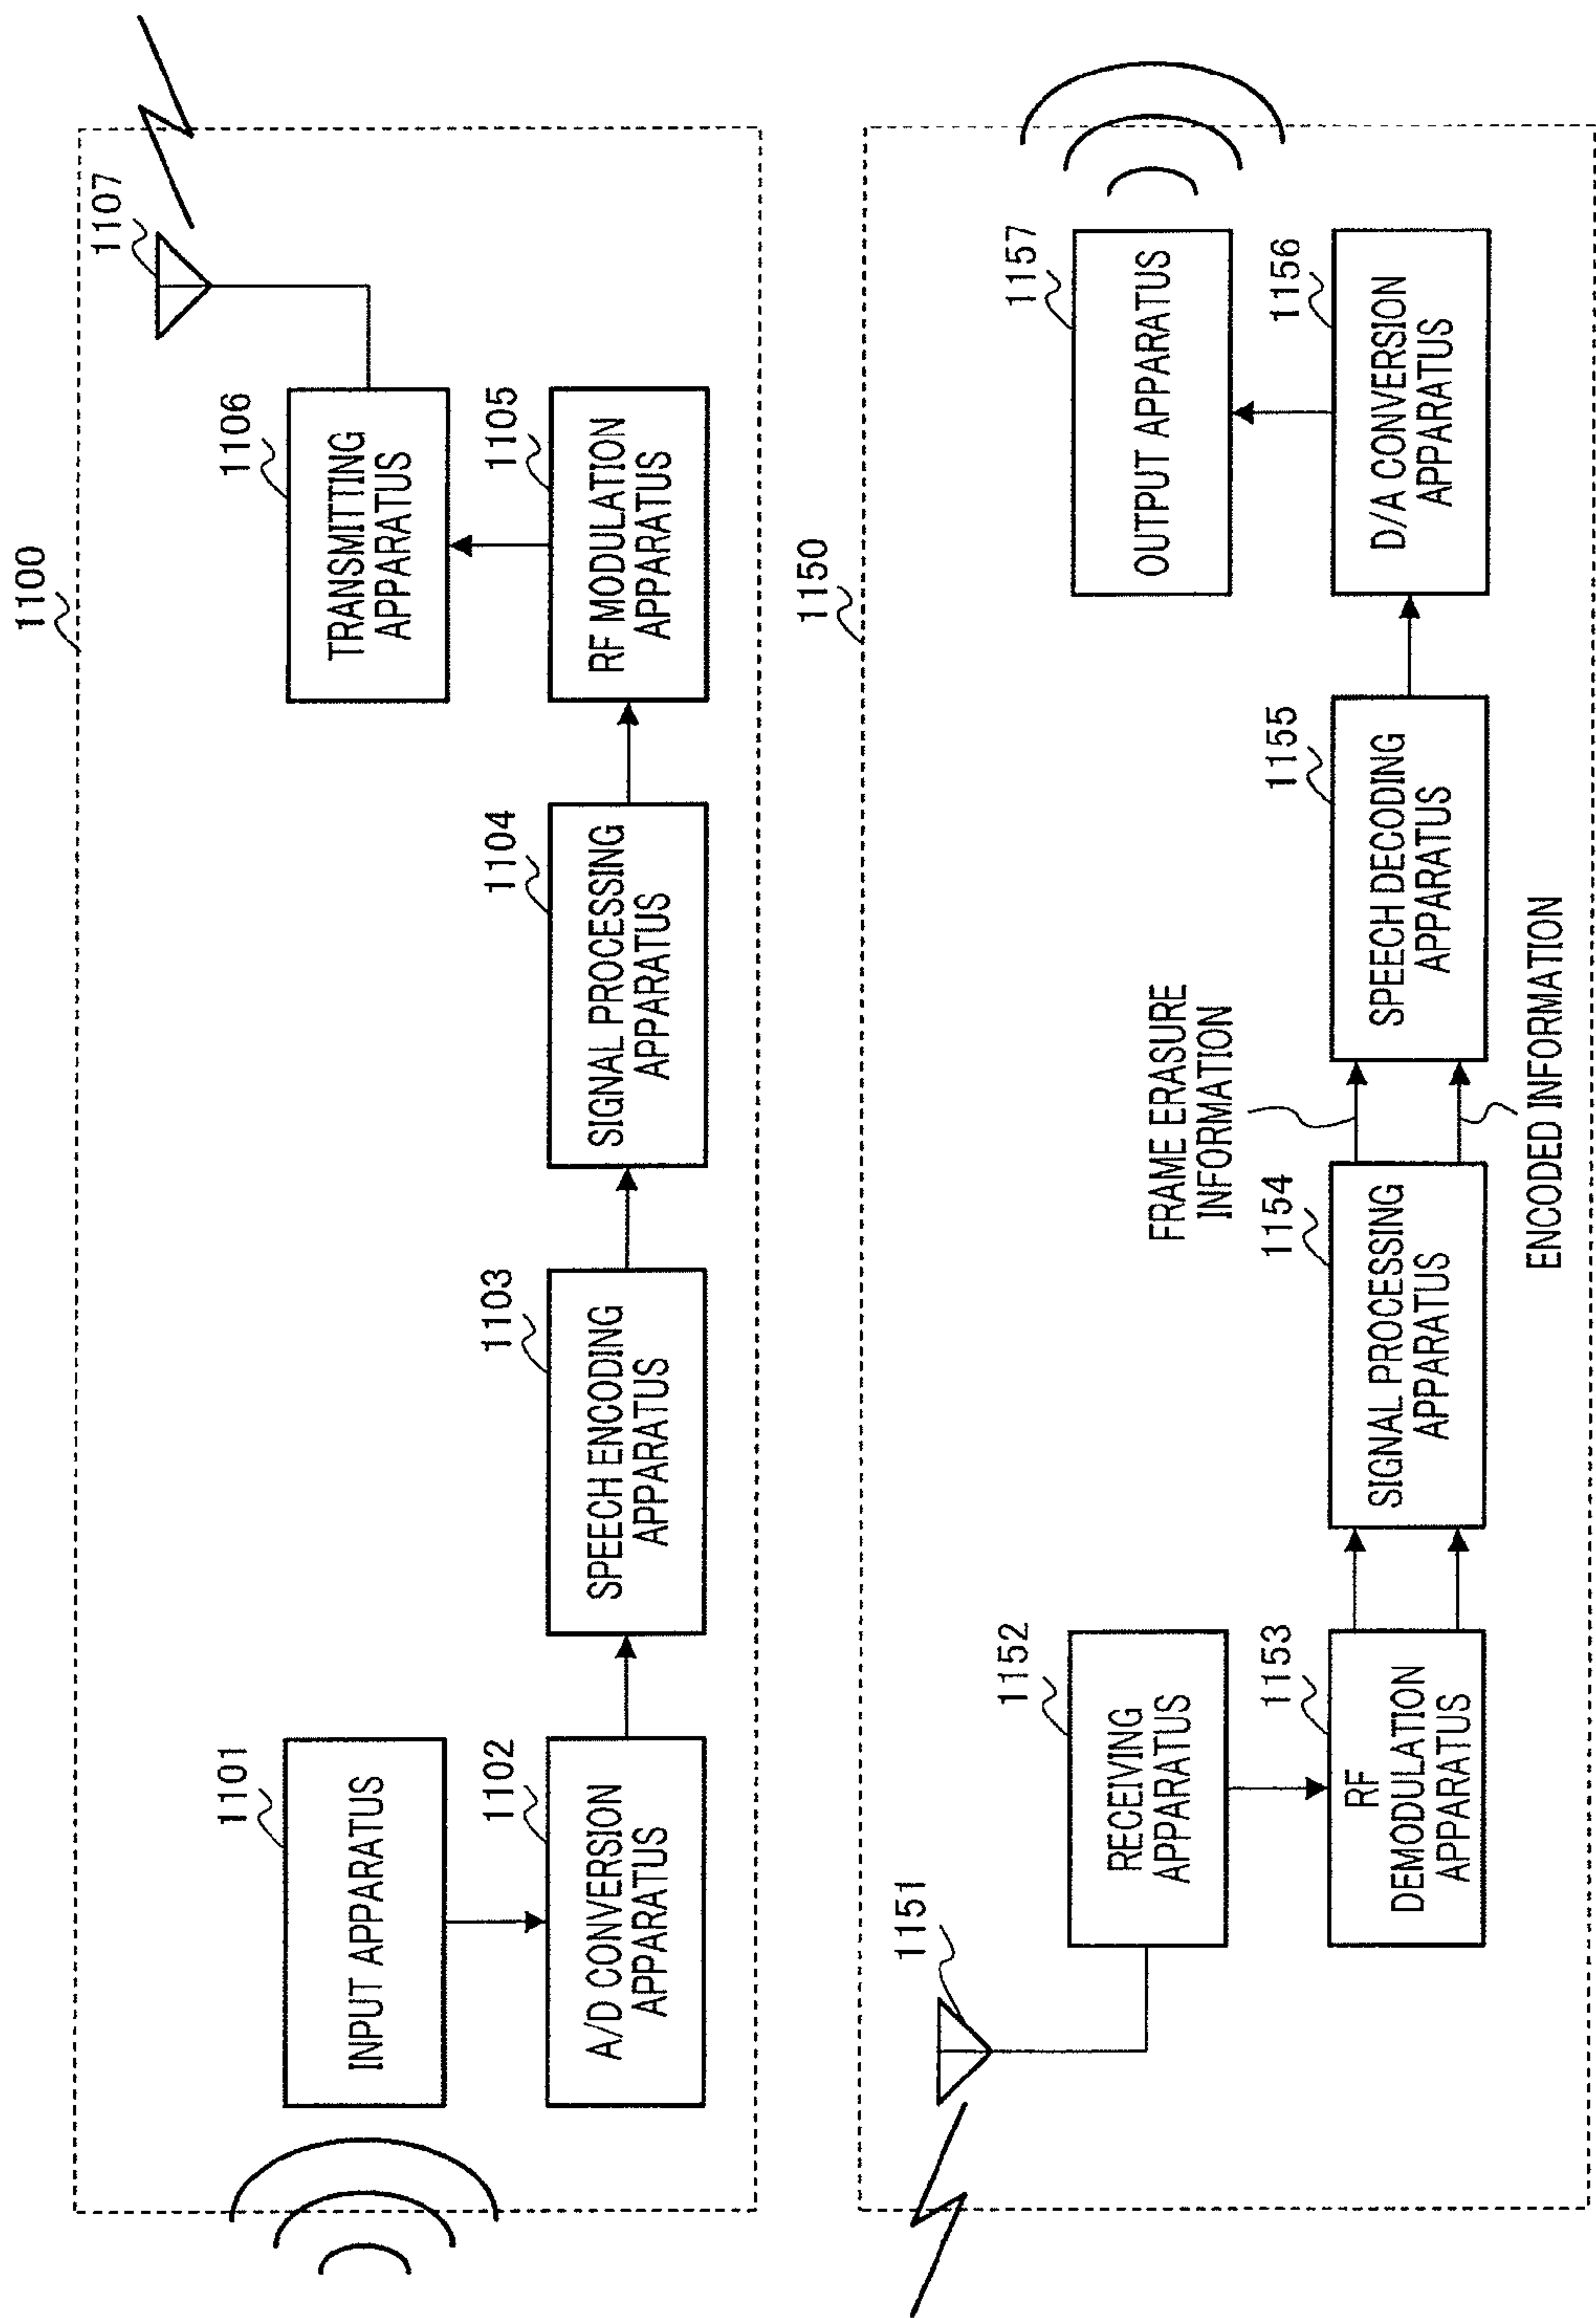 1100
1101
INPUT APPARATUS
1102
A/D CONVERSION
APPARATUS
1103
SPEECH ENCODING
APPARATUS
1104
SIGNAL PROCESSING
APPARATUS
1105
RF MODULATION
APPARATUS
1106
TRANSMITTING
APPARATUS
1107
1150
1151
1152
RECEIVING
APPARATUS
1153
RF
DEMODULATION
APPARATUS
1154
SIGNAL PROCESSING
APPARATUS
FRAME ERASURE
INFORMATION
ENCODED INFORMATION
1155
SPEECH DECODING
APPARATUS
1156
D/A CONVERSION
APPARATUS
1157
OUTPUT APPARATUS